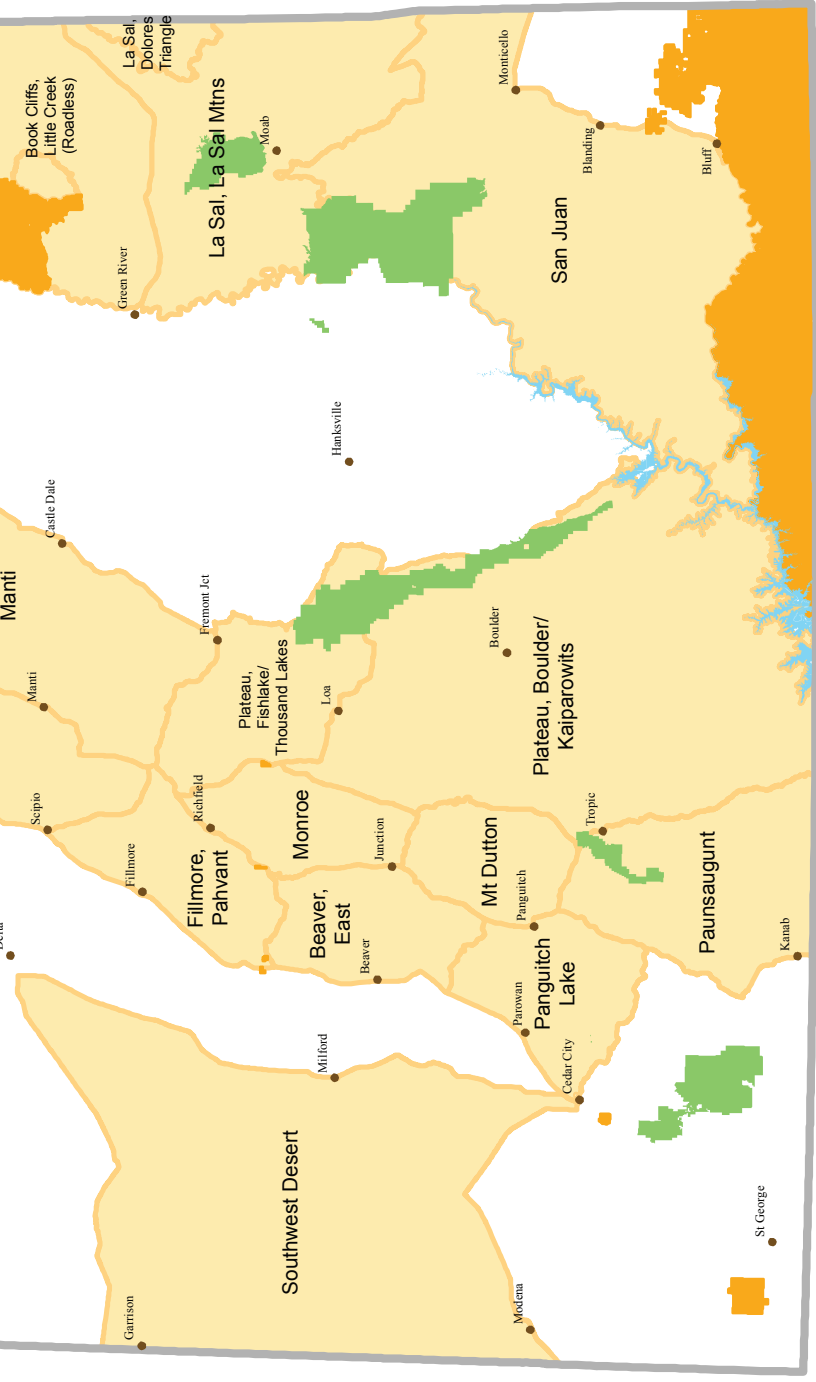 Manti
Scipio
Manti
Castle Dale
Book Cliffs,
Little Creek
(Roadless)
Garrison
Fillmore
Green River
La Sal,
Dolores
Triangle
Fillmore,
Pahvant
Richfield
Fremont Jct
La Sal, La Sal Mtns
Plateau,
Fishlake/
Thousand Lakes
Moab
Southwest Desert
Monroe
Beaver,
East
Milford
Loa
Hanksville
Beaver
Junction
Mt Dutton
Boulder
Monticello
Modena
Parowan
Panguitch
Panguitch
Lake
Plateau, Boulder/
Kaiparowits
San Juan
Cedar City
Tropic
Blanding
Paunsaugunt
Bluff
St George
Kanab